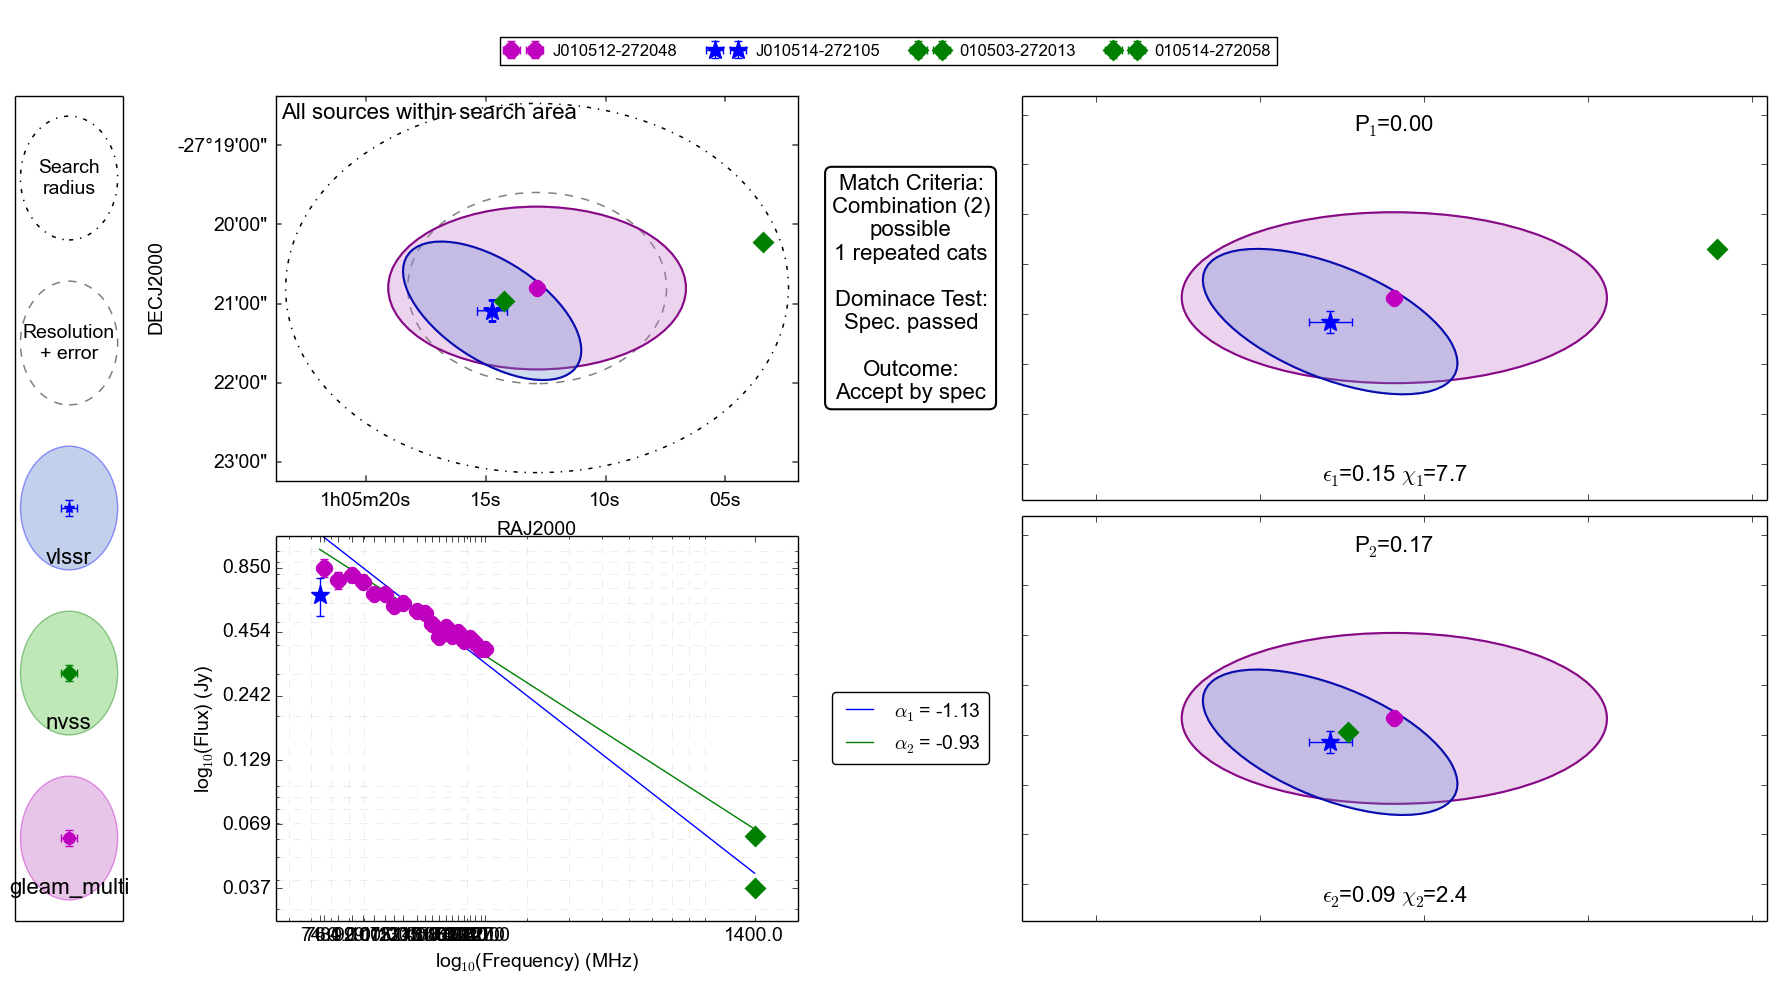 J010512-272048 J010514-272105 010503-272013 010514-272058
Search
radius
Resolution
+ error
vlssr
nvss
gleam_multi
All sources within search area
-27°19'00"
20'00"
21'00"
22'00"
23'00"
DECJ2000
1h05m20s 15s 10s 05s
RAJ2000
Match Criteria:
Combination (2)
possible
1 repeated cats
Dominace Test:
Spec. passed
Outcome:
Accept by spec
P1=0.00
ϵ1=0.15 χ1=7.7
0.850
0.454
0.242
0.129
0.069
0.037
log10(Flux) (Jy)
1400.0
log10(Frequency) (MHz)
α1 = -1.13
α2 = -0.93
P2=0.17
ϵ2=0.09 χ2=2.4